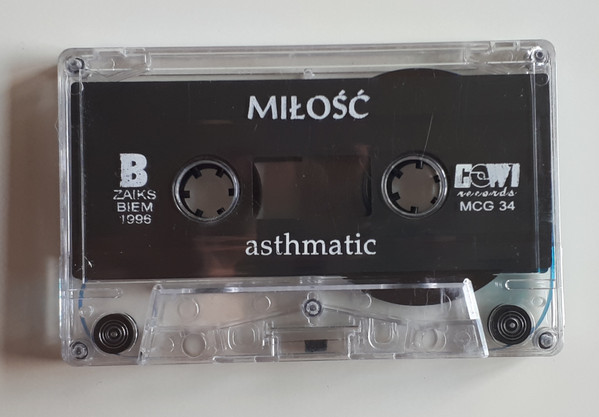 MIŁOŚĆ
B
ZAIKS
BIEM
1996
GOWI
records
MCG 34
asthmatic